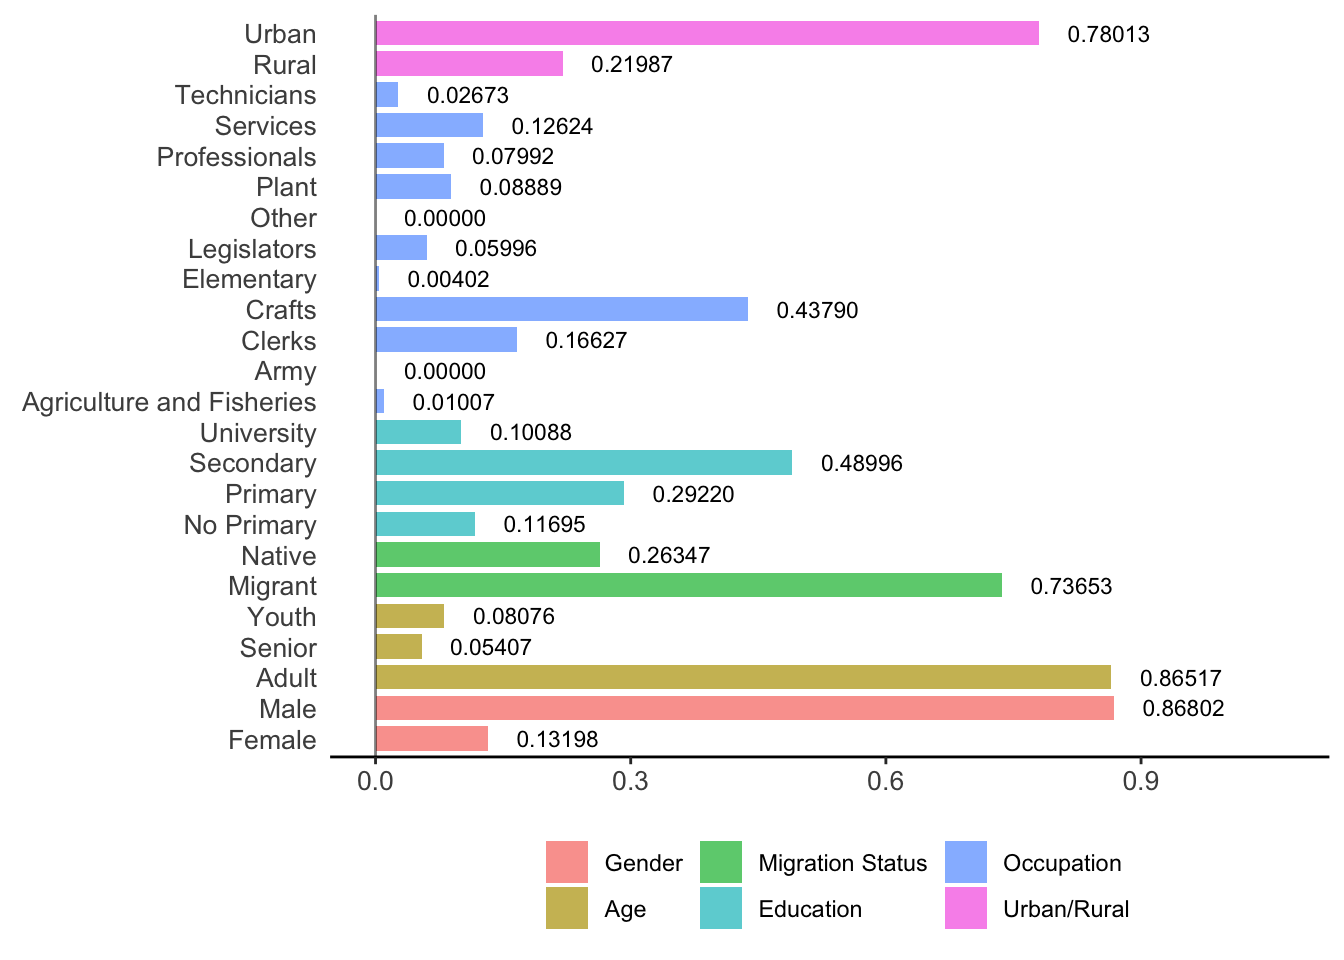 Urban 0.78013
Rural 0.21987
Technicians 0.02673
Services 0.12624
Professionals 0.07992
Plant 0.08889
Other 0.00000
Legislators 0.05996
Elementary 0.00402
Crafts 0.43790
Clerks 0.16627
Army 0.00000
Agriculture and Fisheries 0.01007
University 0.10088
Secondary 0.48996
Primary 0.29220
No Primary 0.11695
Native 0.26347
Migrant 0.73653
Youth 0.08076
Senior 0.05407
Adult 0.86517
Male 0.86802
Female 0.13198
0.0 0.3 0.6 0.9
Gender Migration Status Occupation
Age Education Urban/Rural